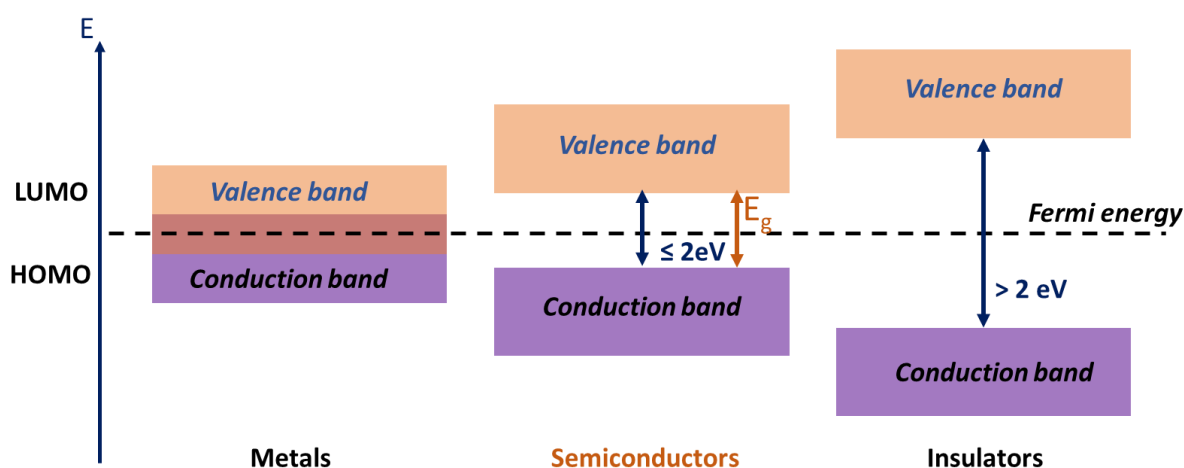 E
Valence band
Valence band
LUMO
Valence band
E_g
Fermi energy
≤ 2eV
HOMO
Conduction band
> 2 eV
Conduction band
Conduction band
Metals
Semiconductors
Insulators